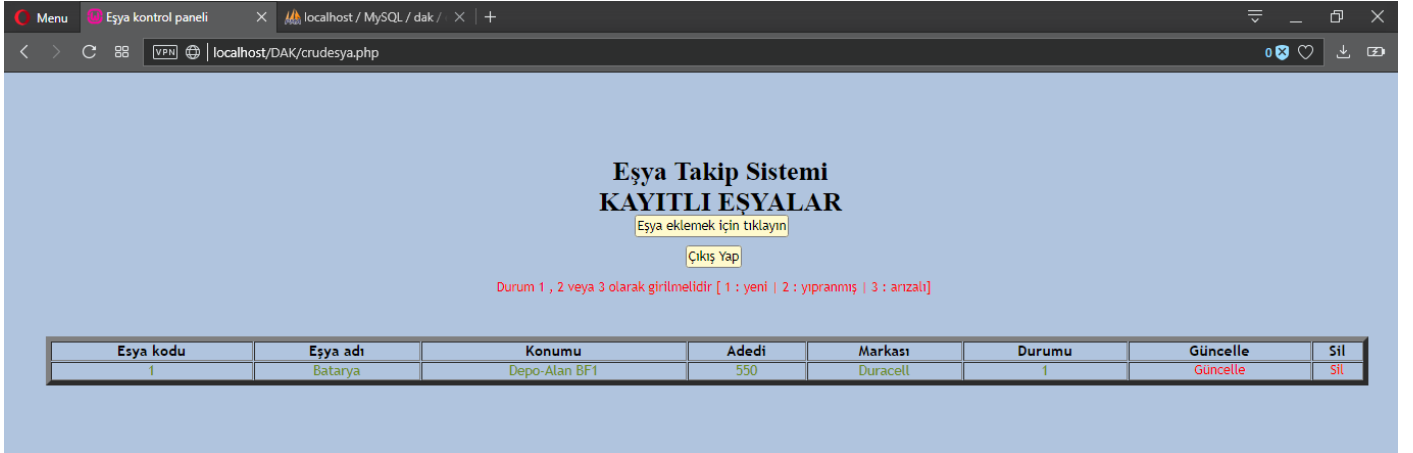 Menu
Eşya kontrol paneli
localhost / MySQL / dak /
VPN
localhost/DAK/crudesya.php
0
Eşya Takip Sistemi
KAYITLI EŞYALAR
Eşya eklemek için tıklayın
Çıkış Yap
Durum 1 , 2 veya 3 olarak girilmelidir [ 1 : yeni | 2 : yıpranmış | 3 : arızalı]
Esya kodu Eşya adı Konumu Adedi Markası Durumu Güncelle Sil
1 Batarya Depo-Alan BF1 550 Duracell 1 Güncelle Sil